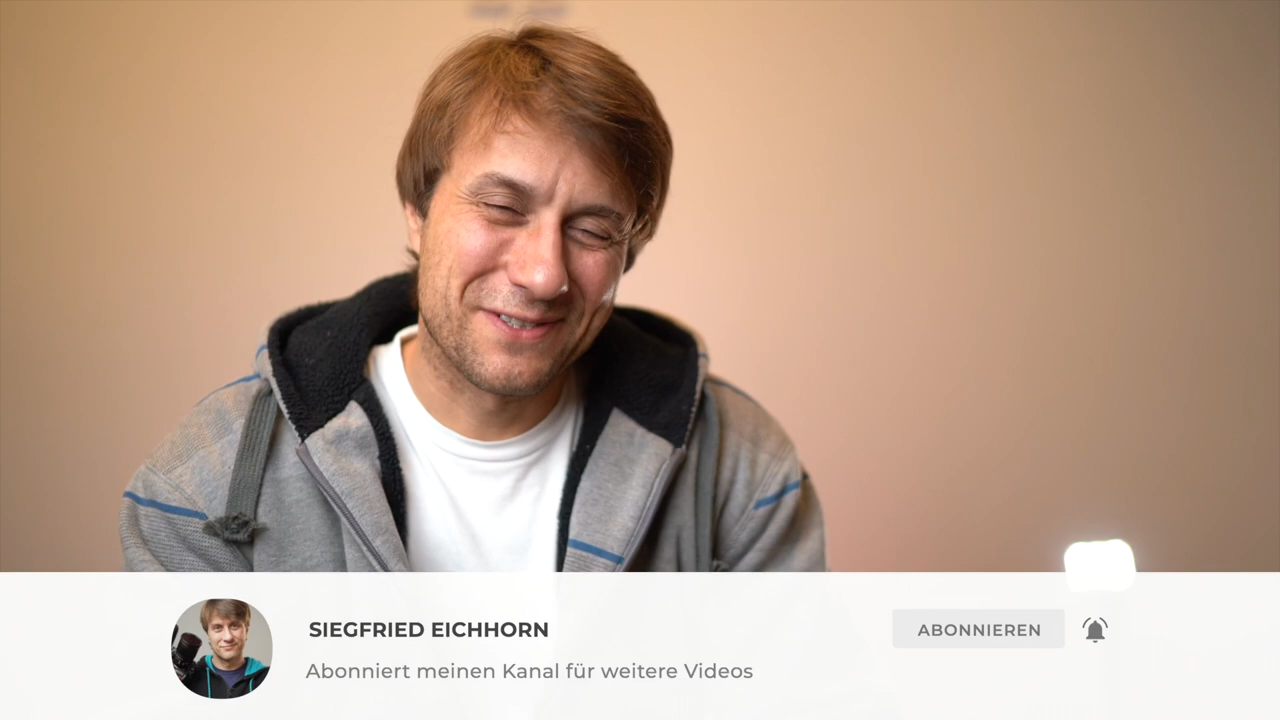 SIEGFRIED EICHHORN
ABONNIEREN
Abonniert meinen Kanal für weitere Videos